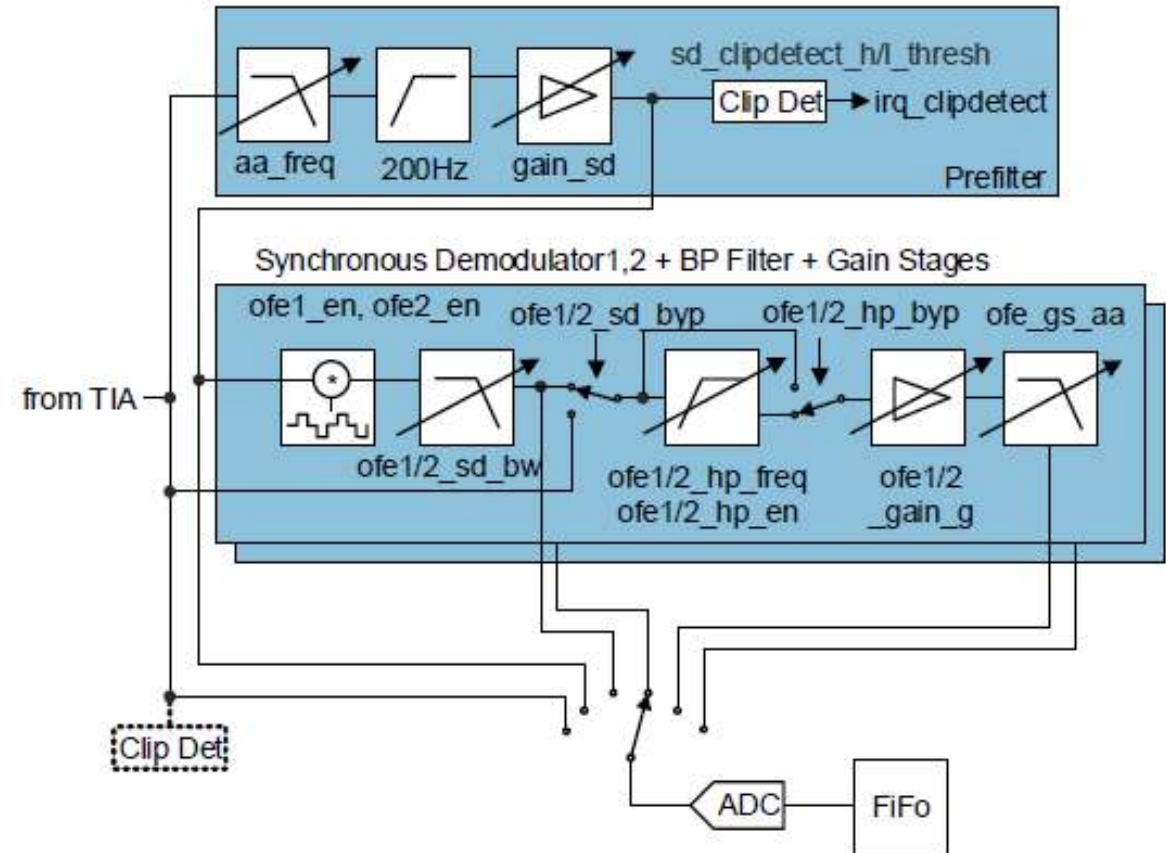 sd_clipdetect_h/l_thresh
Clip Det
irq_clipdetect
aa_freq
200Hz
gain_sd
Prefilter
Synchronous Demodulator1,2 + BP Filter + Gain Stages
ofe1_en, ofe2_en
ofe1/2_sd_byp
ofe1/2_hp_byp
ofe_gs_aa
from TIA
*
ofe1/2_sd_bw
ofe1/2_hp_freq
ofe1/2_hp_en
ofe1/2
_gain_g
Clip Det
ADC
FiFo